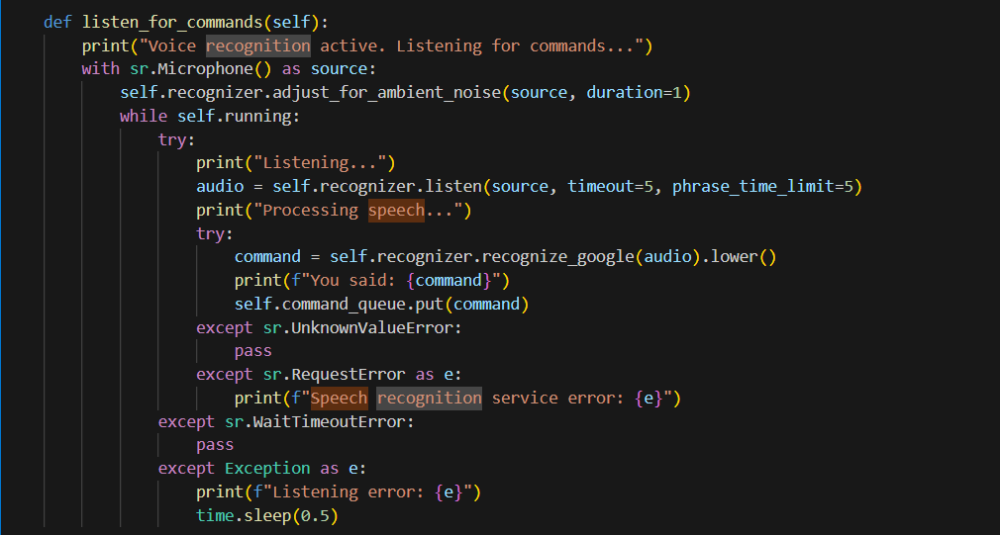 def listen_for_commands(self):
    print("Voice recognition active. Listening for commands...")
    with sr.Microphone() as source:
        self.recognizer.adjust_for_ambient_noise(source, duration=1)
        while self.running:
            try:
                print("Listening...")
                audio = self.recognizer.listen(source, timeout=5, phrase_time_limit=5)
                print("Processing speech...")
                try:
                    command = self.recognizer.recognize_google(audio).lower()
                    print(f"You said: {command}")
                    self.command_queue.put(command)
                except sr.UnknownValueError:
                    pass
                except sr.RequestError as e:
                    print(f"Speech recognition service error: {e}")
            except sr.WaitTimeoutError:
                pass
            except Exception as e:
                print(f"Listening error: {e}")
                time.sleep(0.5)